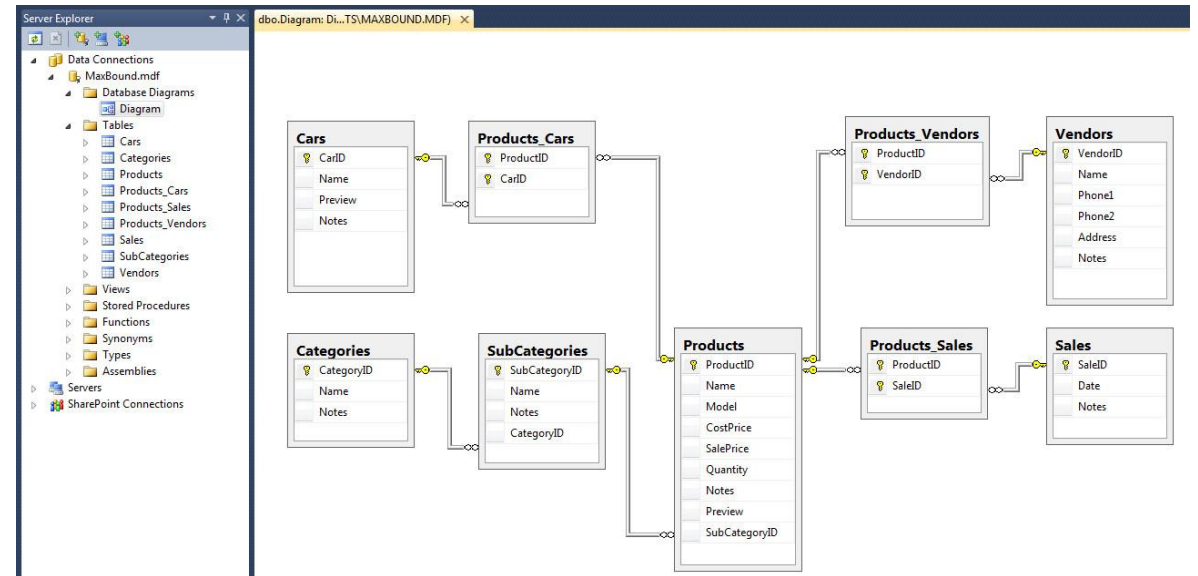 Server Explorer
dbo.Diagram: Di...TS\MAXBOUND.MDF)
Data Connections
MaxBound.mdf
Database Diagrams
Diagram
Tables
Cars
Categories
Products
Products_Cars
Products_Sales
Products_Vendors
Sales
SubCategories
Vendors
Views
Stored Procedures
Functions
Synonyms
Types
Assemblies
Servers
SharePoint Connections
Cars
CarID
Name
Preview
Notes
Products_Cars
ProductID
CarID
Products_Vendors
ProductID
VendorID
Vendors
VendorID
Name
Phone1
Phone2
Address
Notes
Categories
CategoryID
Name
Notes
SubCategories
SubCategoryID
Name
Notes
CategoryID
Products
ProductID
Name
Model
CostPrice
SalePrice
Quantity
Notes
Preview
SubCategoryID
Products_Sales
ProductID
SaleID
Sales
SaleID
Date
Notes